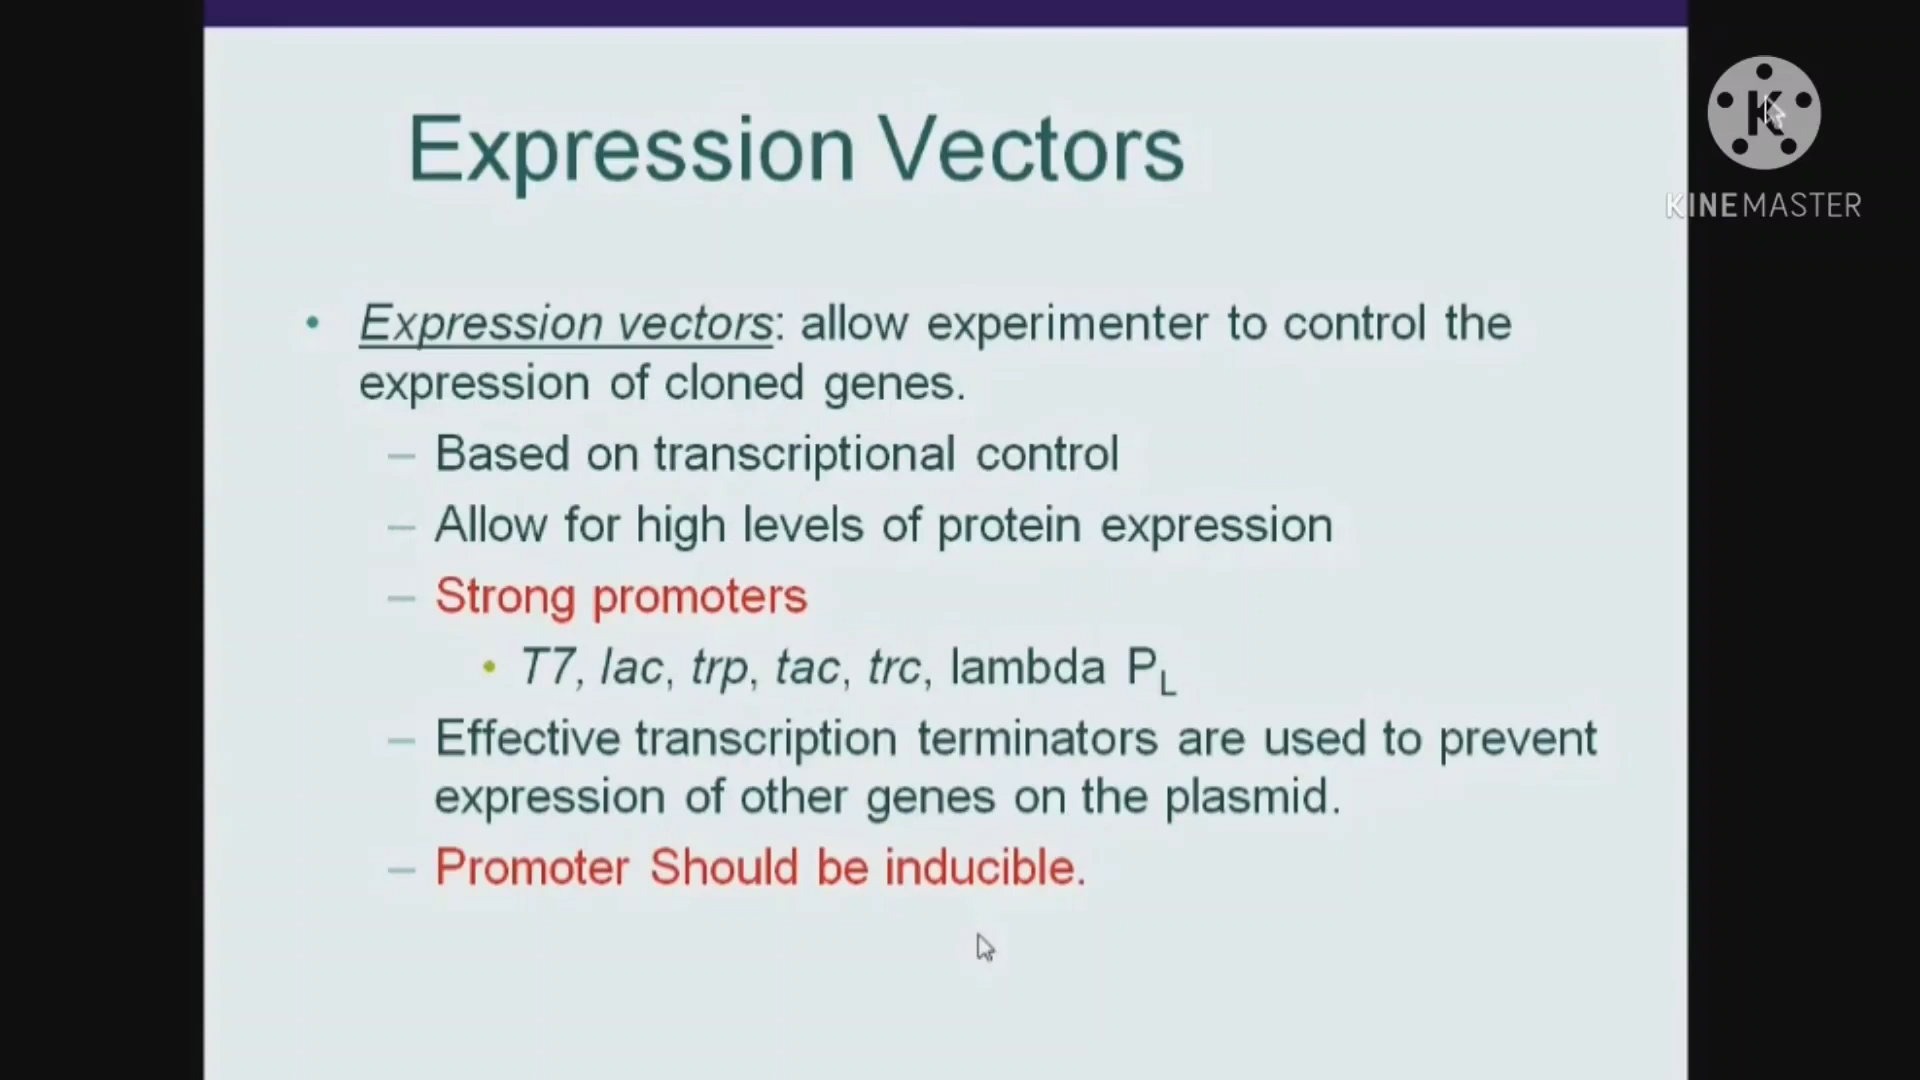 Expression Vectors
K
KINEMASTER
• Expression vectors: allow experimenter to control the
expression of cloned genes.
– Based on transcriptional control
– Allow for high levels of protein expression
– Strong promoters
• T7, lac, trp, tac, trc, lambda PL
– Effective transcription terminators are used to prevent
expression of other genes on the plasmid.
– Promoter Should be inducible.